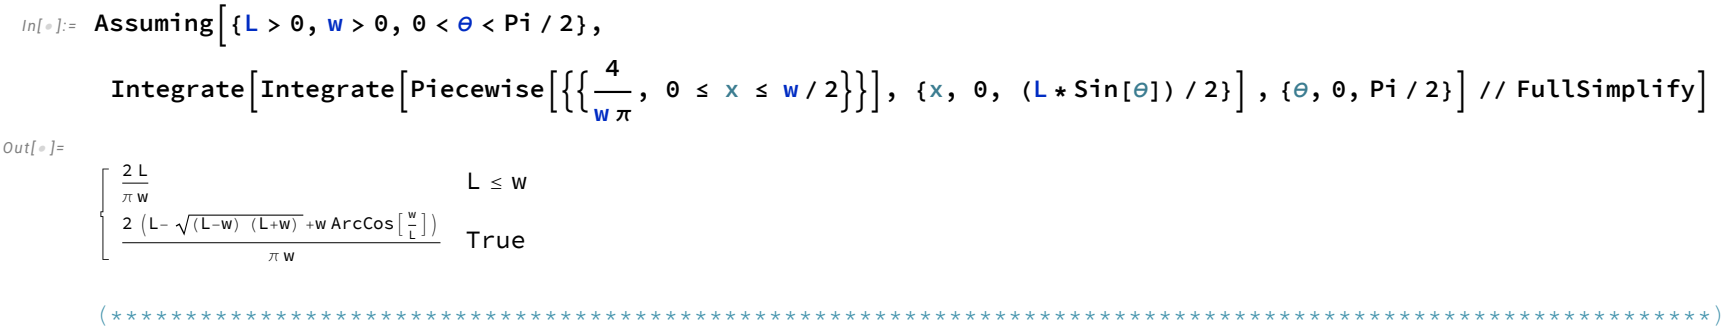 In[•]:= Assuming[{L > 0, w > 0, 0 < θ < Pi / 2},
Integrate[Integrate[Piecewise[{{4/(w π), 0 ≤ x ≤ w / 2}}], {x, 0, (L * Sin[θ]) / 2}] , {θ, 0, Pi / 2}] // FullSimplify]
Out[•]=
2 L/(π w) L ≤ w
2 (L- √((L-w) (L+w)) +w ArcCos[w/L])/(π w) True
(***********************************************************************************************************)